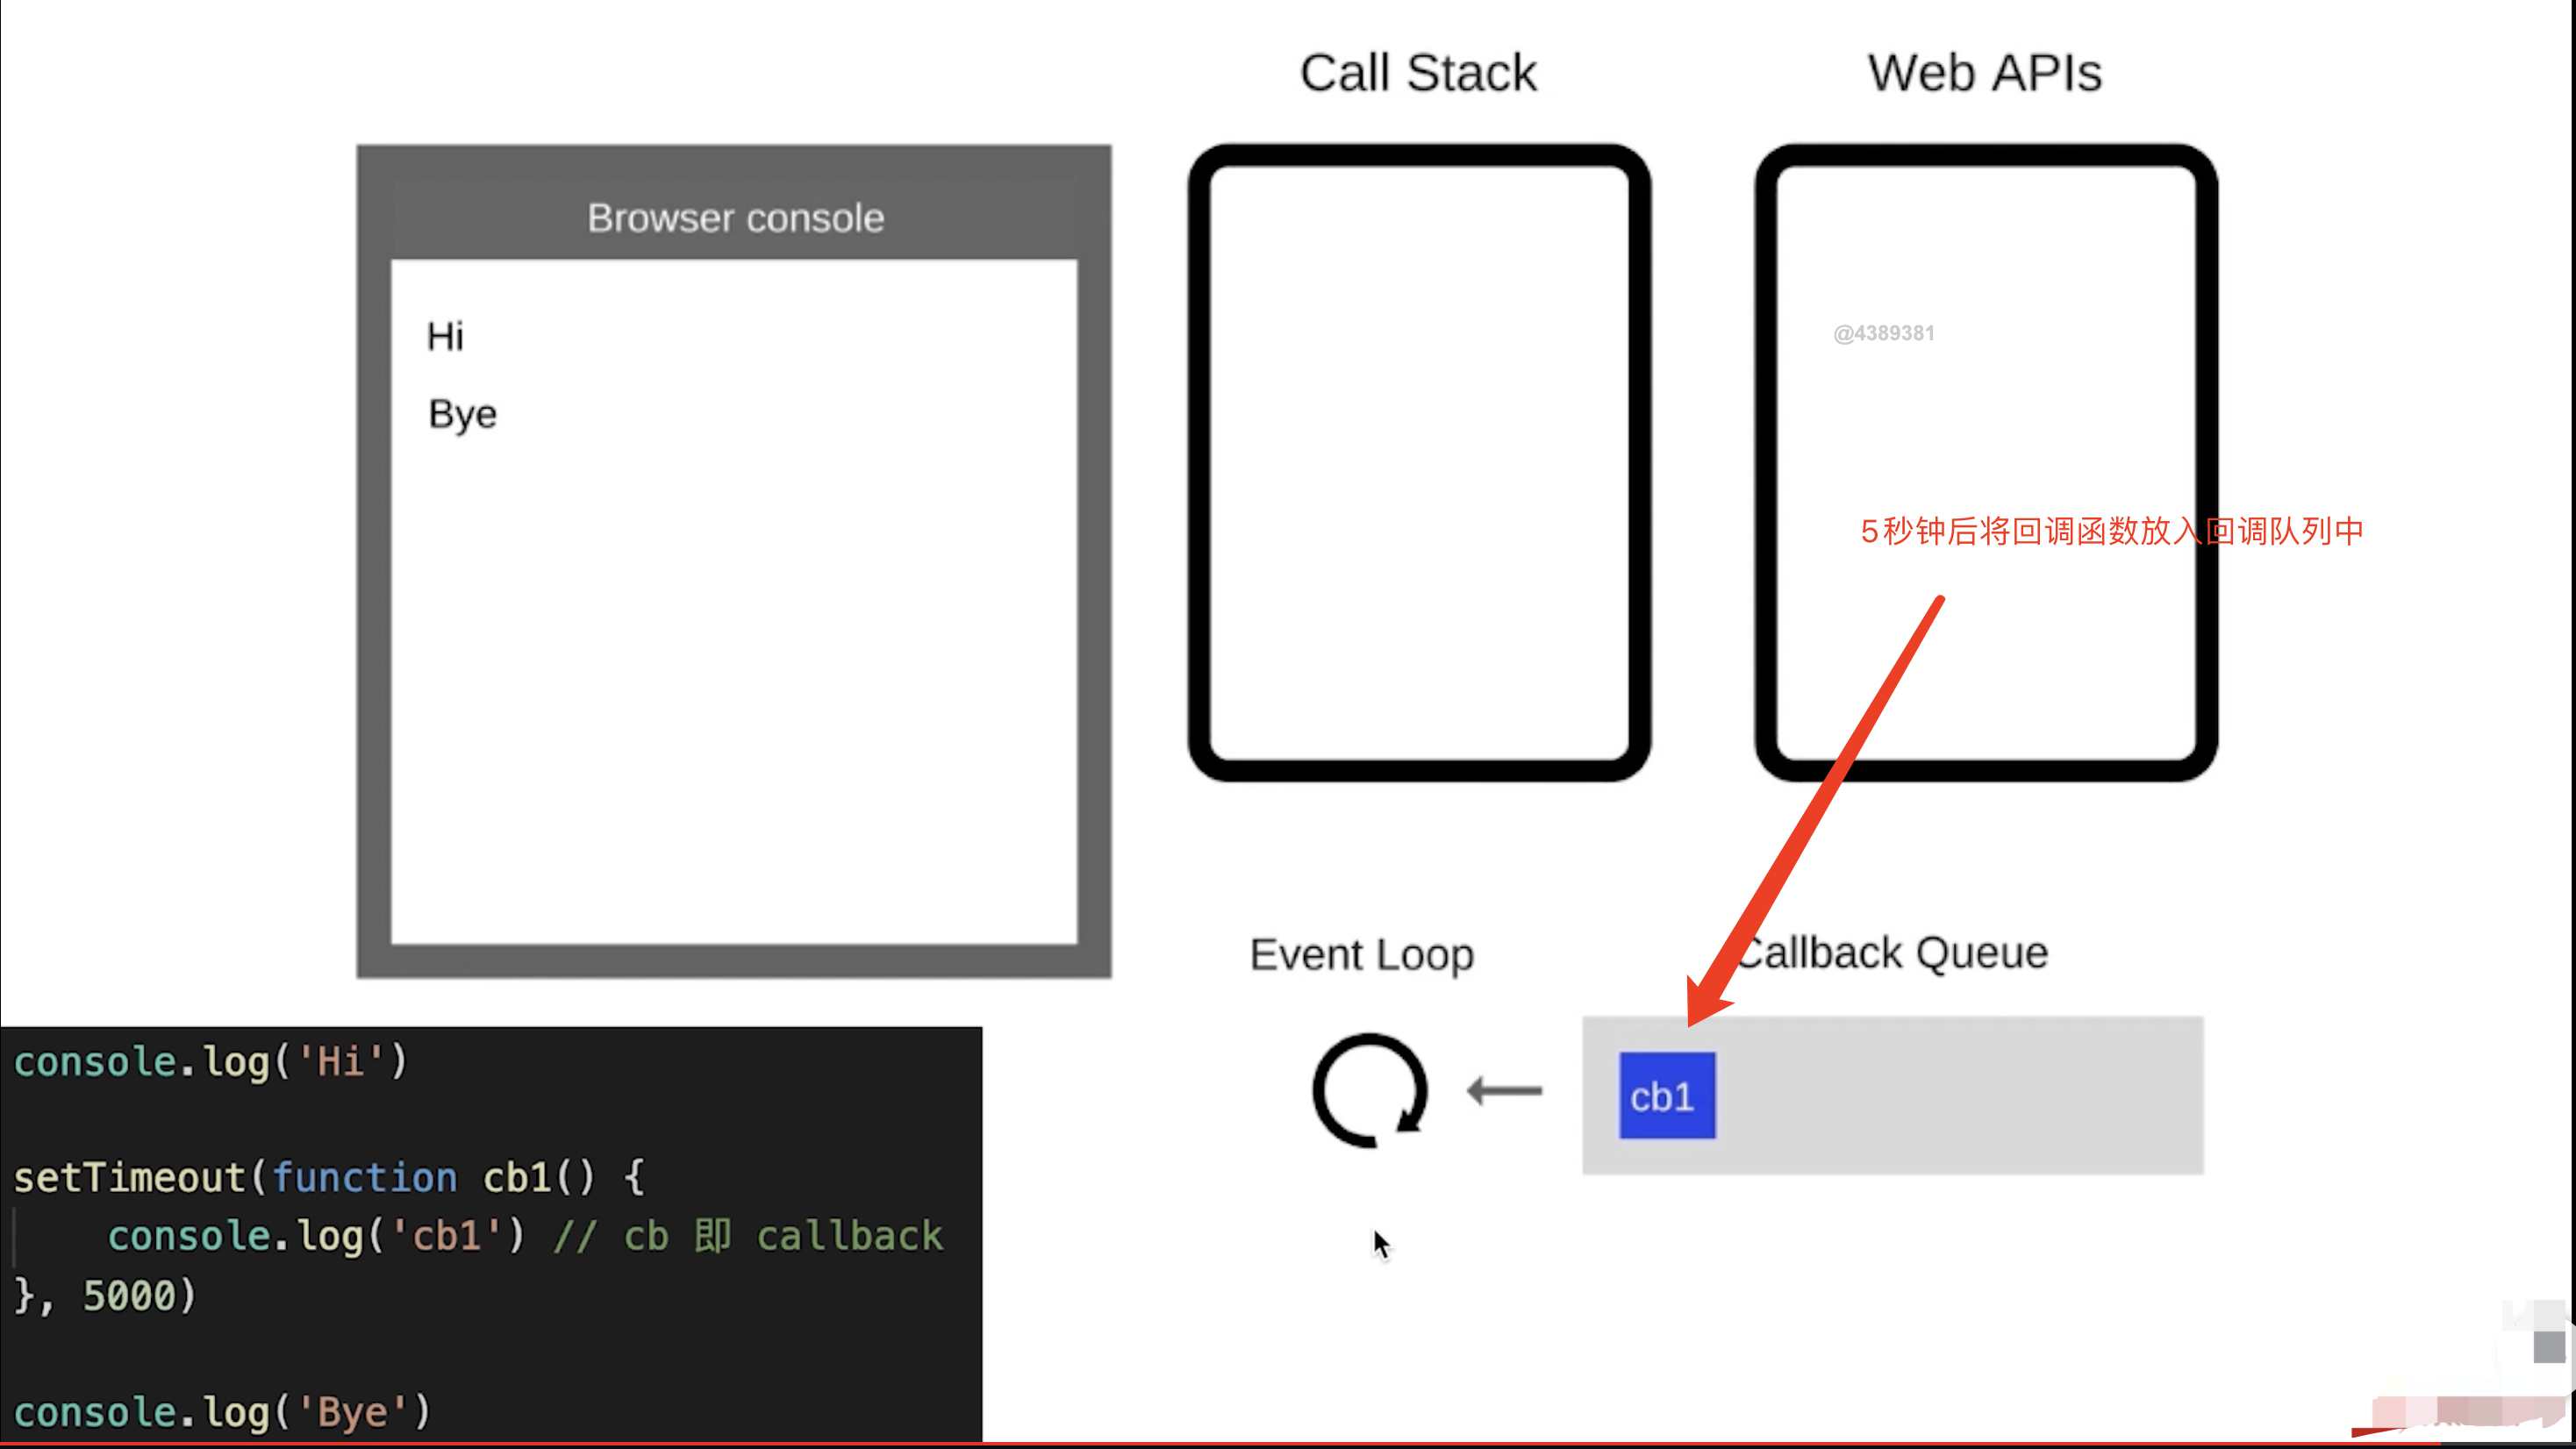 Call Stack
Web APIs
Browser console
Hi
Bye
@4389381
5秒钟后将回调函数放入回调队列中
Event Loop
Callback Queue
cb1
console.log('Hi')
setTimeout(function cb1() {
console.log('cb1') // cb 即 callback
}, 5000)
console.log('Bye')